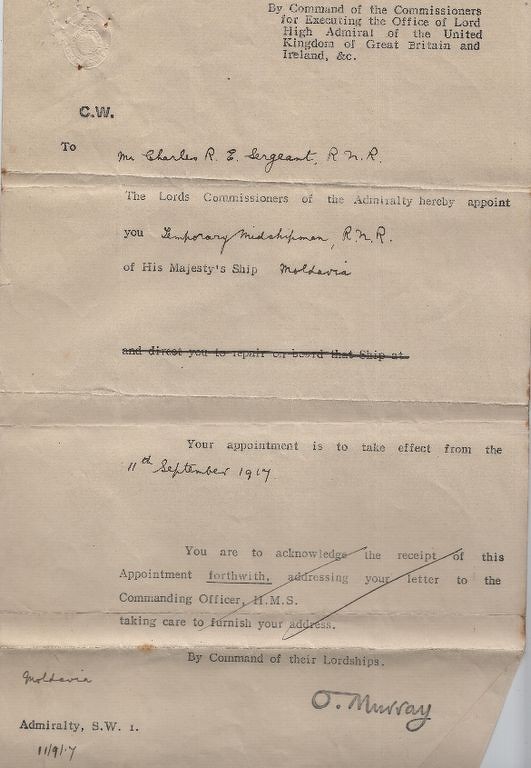 By Command of the Commissioners
for Executing the Office of Lord
High Admiral of the United
Kingdom of Great Britain and
Ireland, &c.
C.W.
To
Mr Charles R. E. Sergeant, R.N.R.
The Lords Commissioners of the Admiralty hereby appoint
you Temporary Midshipman, R.N.R.
of His Majesty's Ship Moldavia
and direct you to repair on board that Ship at
Your appointment is to take effect from the
11th September 1917
You are to acknowledge the receipt of this
Appointment forthwith, addressing your letter to the
Commanding Officer, H.M.S.
taking care to furnish your address.
By Command of their Lordships.
Moldavia
O. Murray
Admiralty, S.W. 1.
11/9/17